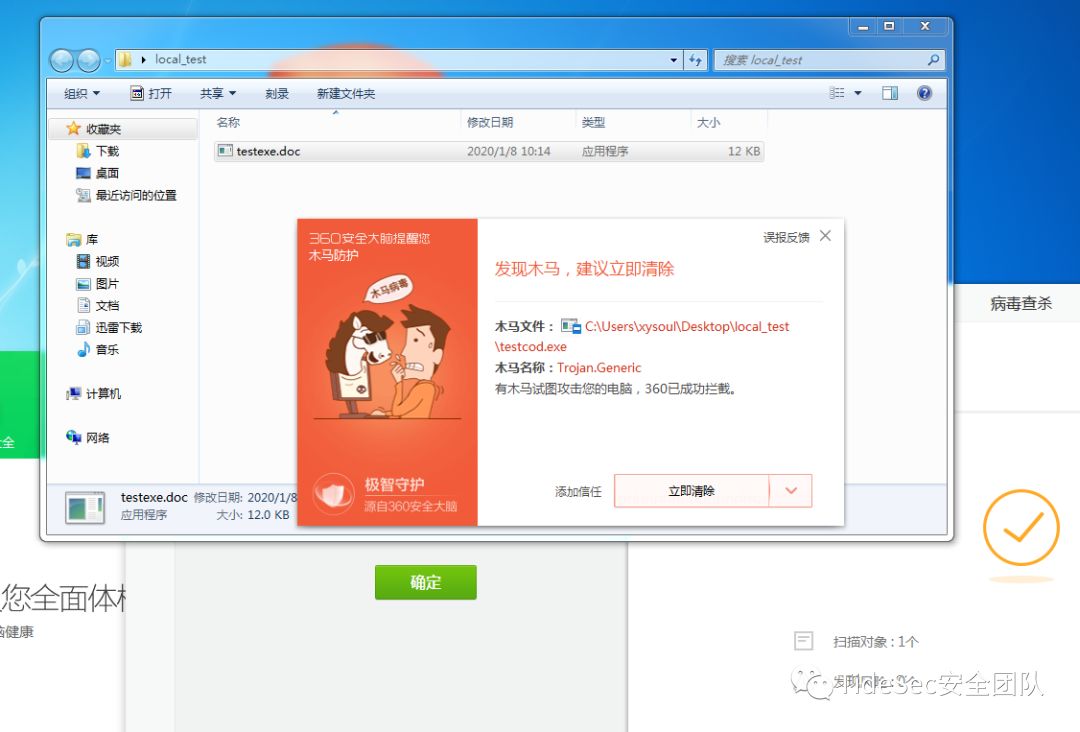 local_test
搜索 local_test
组织
打开
共享
刻录
新建文件夹
名称
修改日期
类型
大小
收藏夹
下载
桌面
最近访问的位置
库
视频
图片
文档
迅雷下载
音乐
计算机
网络
testexe.doc
2020/1/8 10:14
应用程序
12 KB
360安全大脑提醒您
木马防护
木马病毒
极智守护
源自360安全大脑
误报反馈
发现木马，建议立即清除
木马文件： C:\Users\xysoul\Desktop\local_test
\testcod.exe
木马名称：Trojan.Generic
有木马试图攻击您的电脑，360已成功拦截。
添加信任
立即清除
testexe.doc 修改日期: 2020/1/8
应用程序 大小: 12.0 KB
病毒查杀
全
您全面体检
健康
确定
扫描对象：1个
TideSec安全团队